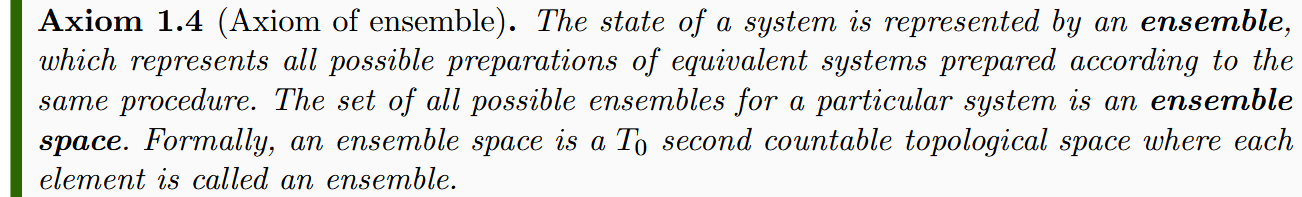 Axiom 1.4 (Axiom of ensemble). The state of a system is represented by an ensemble,
which represents all possible preparations of equivalent systems prepared according to the
same procedure. The set of all possible ensembles for a particular system is an ensemble
space. Formally, an ensemble space is a T₀ second countable topological space where each
element is called an ensemble.